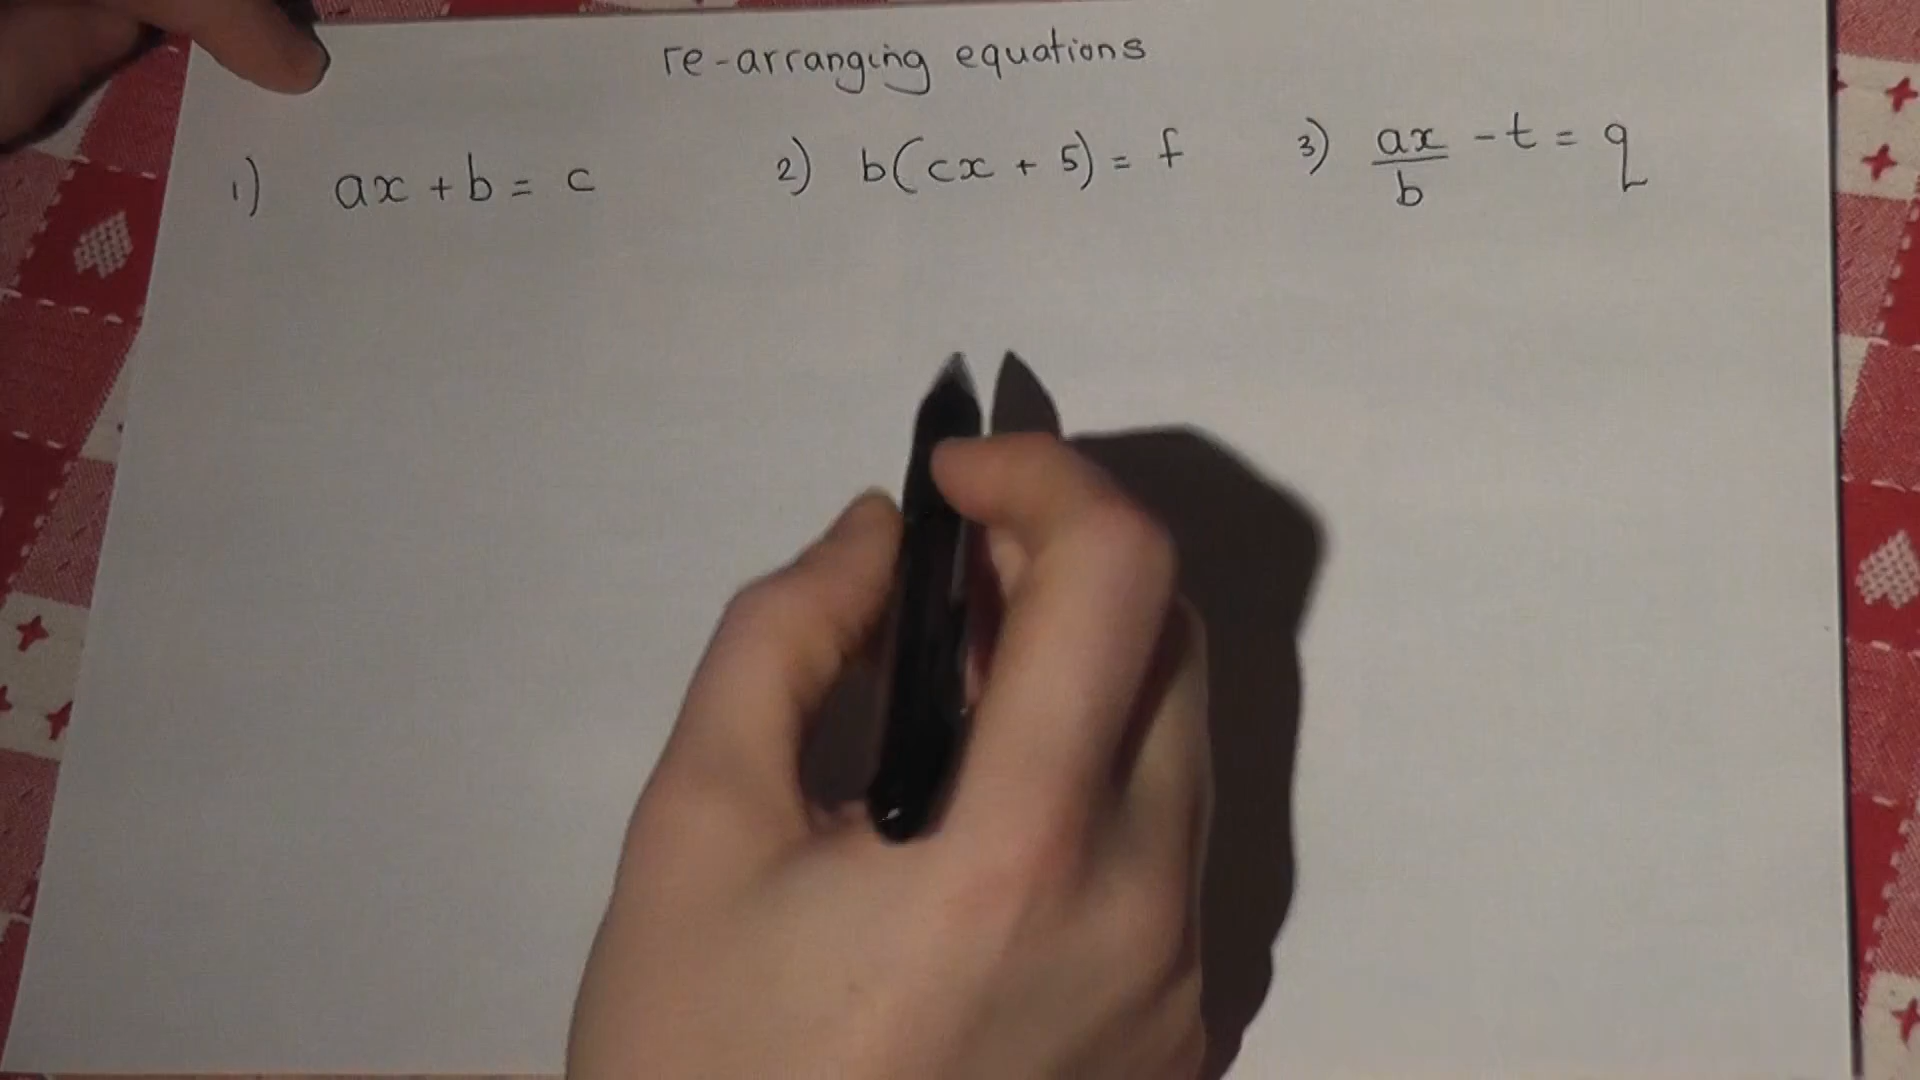 re-arranging equations
1) ax + b = c 2) b(cx + 5) = f 3) ax/b - t = q